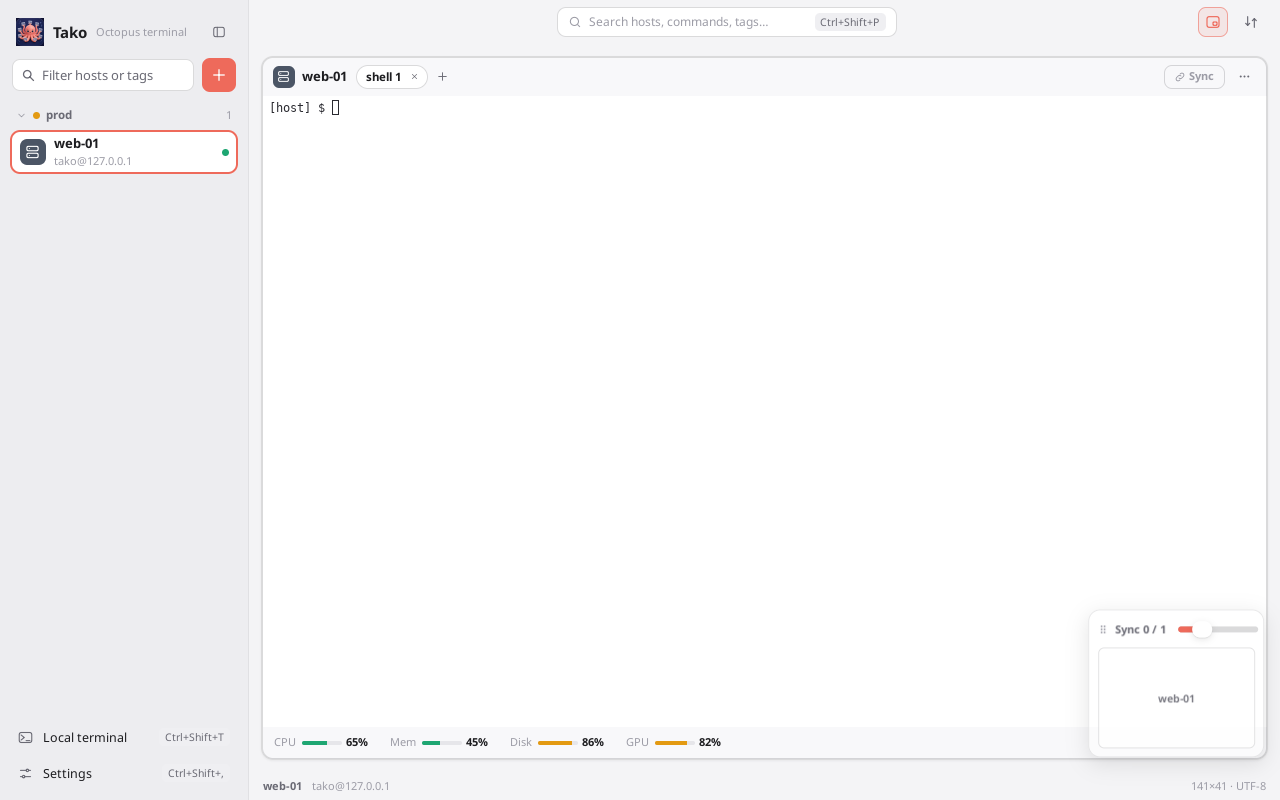 Tako Octopus terminal
Search hosts, commands, tags... Ctrl+Shift+P
Filter hosts or tags
prod 1
web-01
tako@127.0.0.1
Local terminal Ctrl+Shift+T
Settings Ctrl+Shift+,
web-01 shell 1 × + Sync
[host] $
Sync 0 / 1
web-01
CPU 65% Mem 45% Disk 86% GPU 82%
web-01 tako@127.0.0.1 141×41 · UTF-8